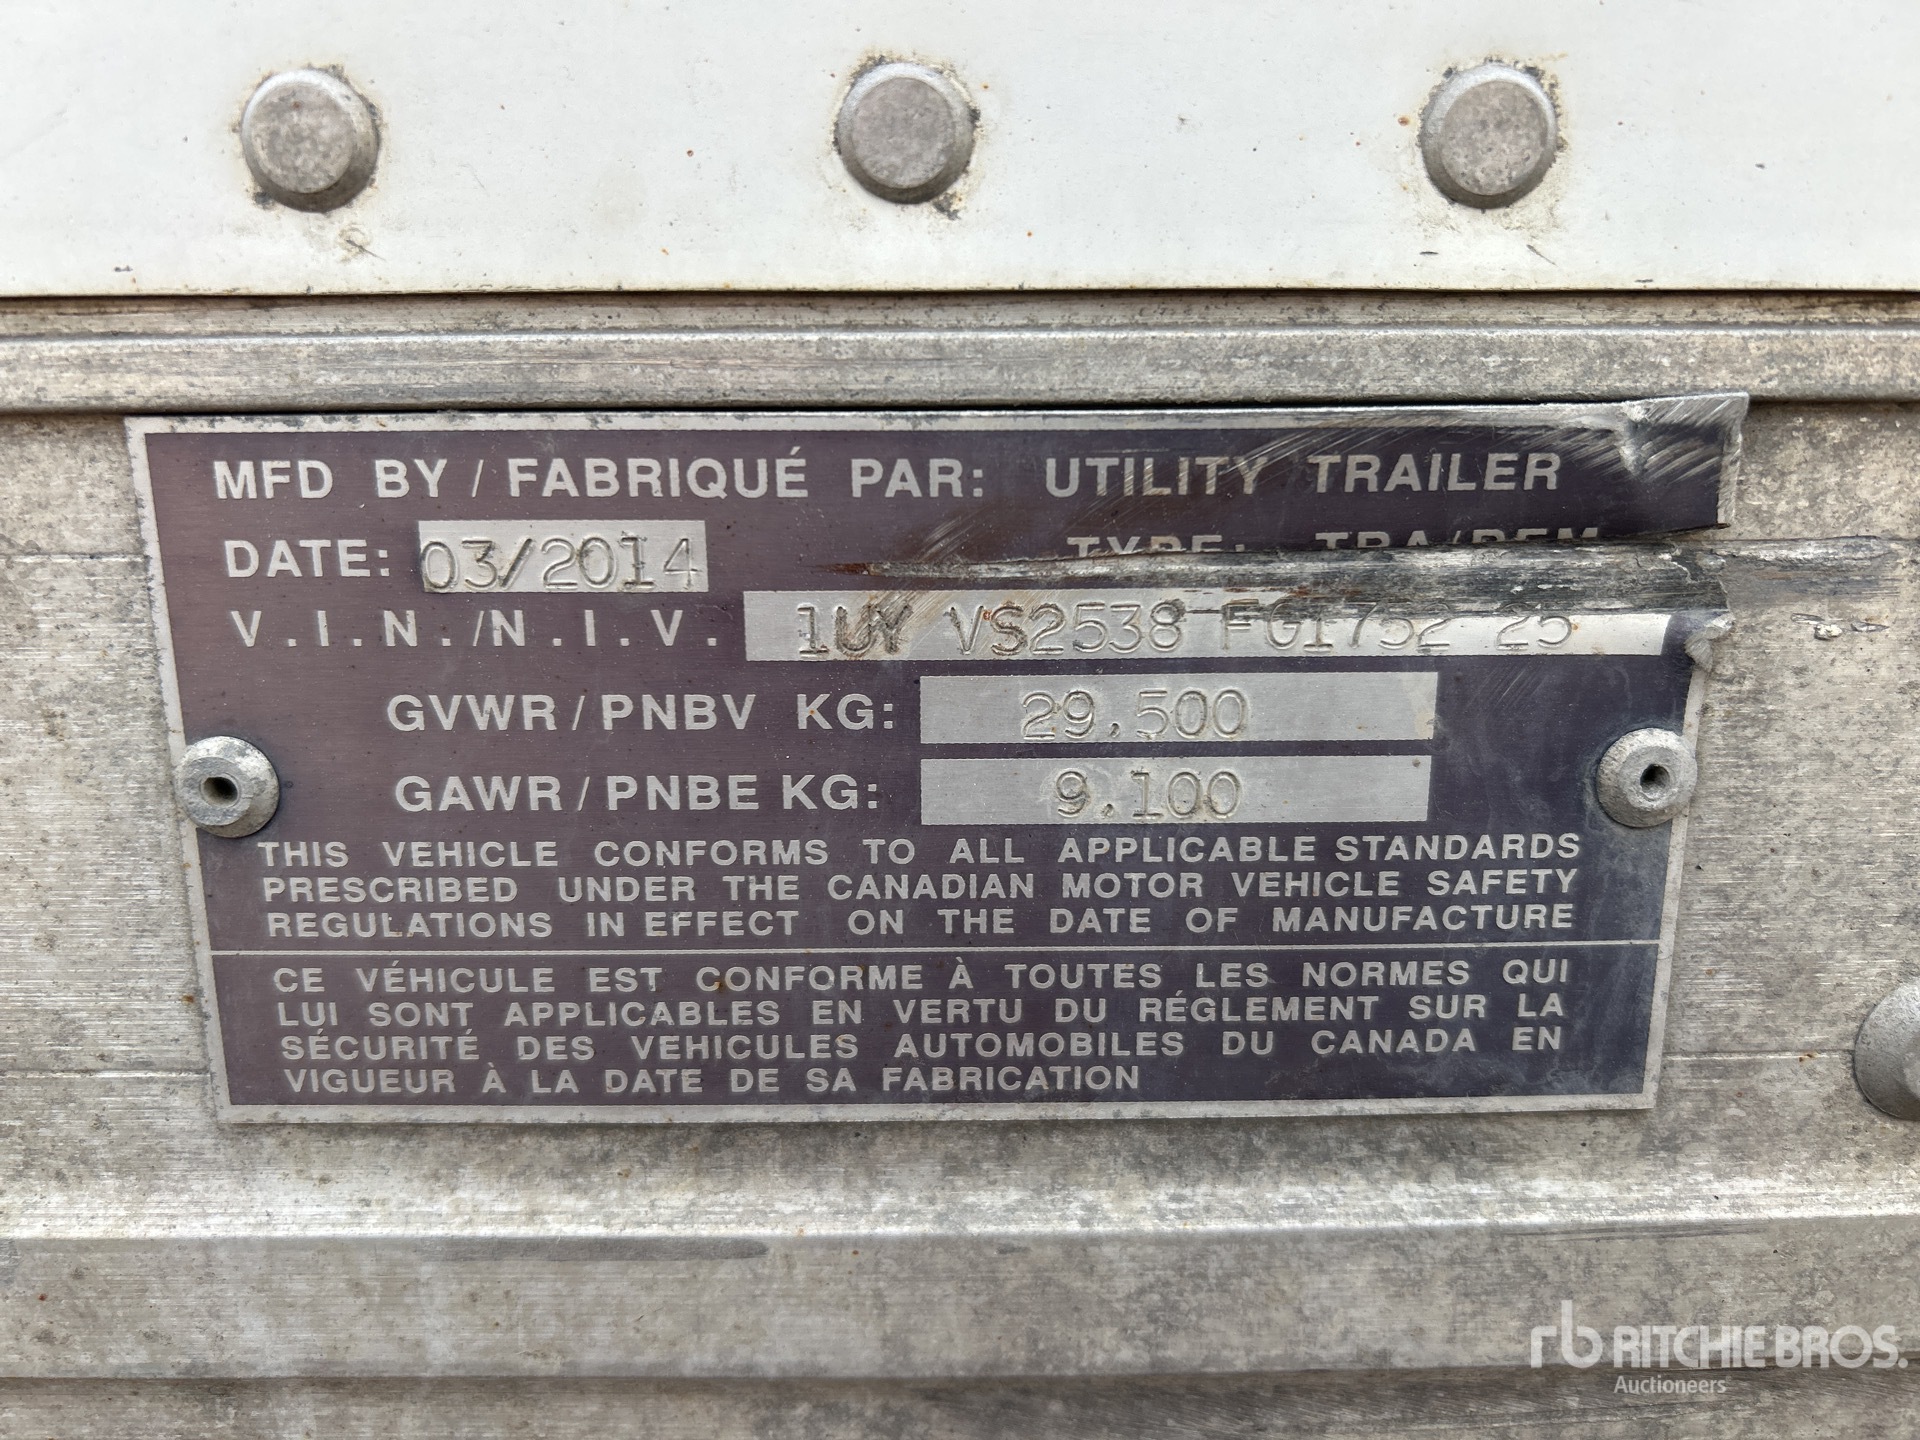 MFD BY / FABRIQUÉ PAR: UTILITY TRAILER
DATE: 03/2014 TYPE: TRA/REM
V.I.N./N.I.V. 1UY VS2538 FG1752 25
GVWR / PNBV KG: 29,500
GAWR / PNBE KG: 9,100
THIS VEHICLE CONFORMS TO ALL APPLICABLE STANDARDS
PRESCRIBED UNDER THE CANADIAN MOTOR VEHICLE SAFETY
REGULATIONS IN EFFECT ON THE DATE OF MANUFACTURE
CE VÉHICULE EST CONFORME À TOUTES LES NORMES QUI
LUI SONT APPLICABLES EN VERTU DU RÉGLEMENT SUR LA
SÉCURITÉ DES VEHICULES AUTOMOBILES DU CANADA EN
VIGUEUR À LA DATE DE SA FABRICATION
rb RITCHIE BROS.
Auctioneers